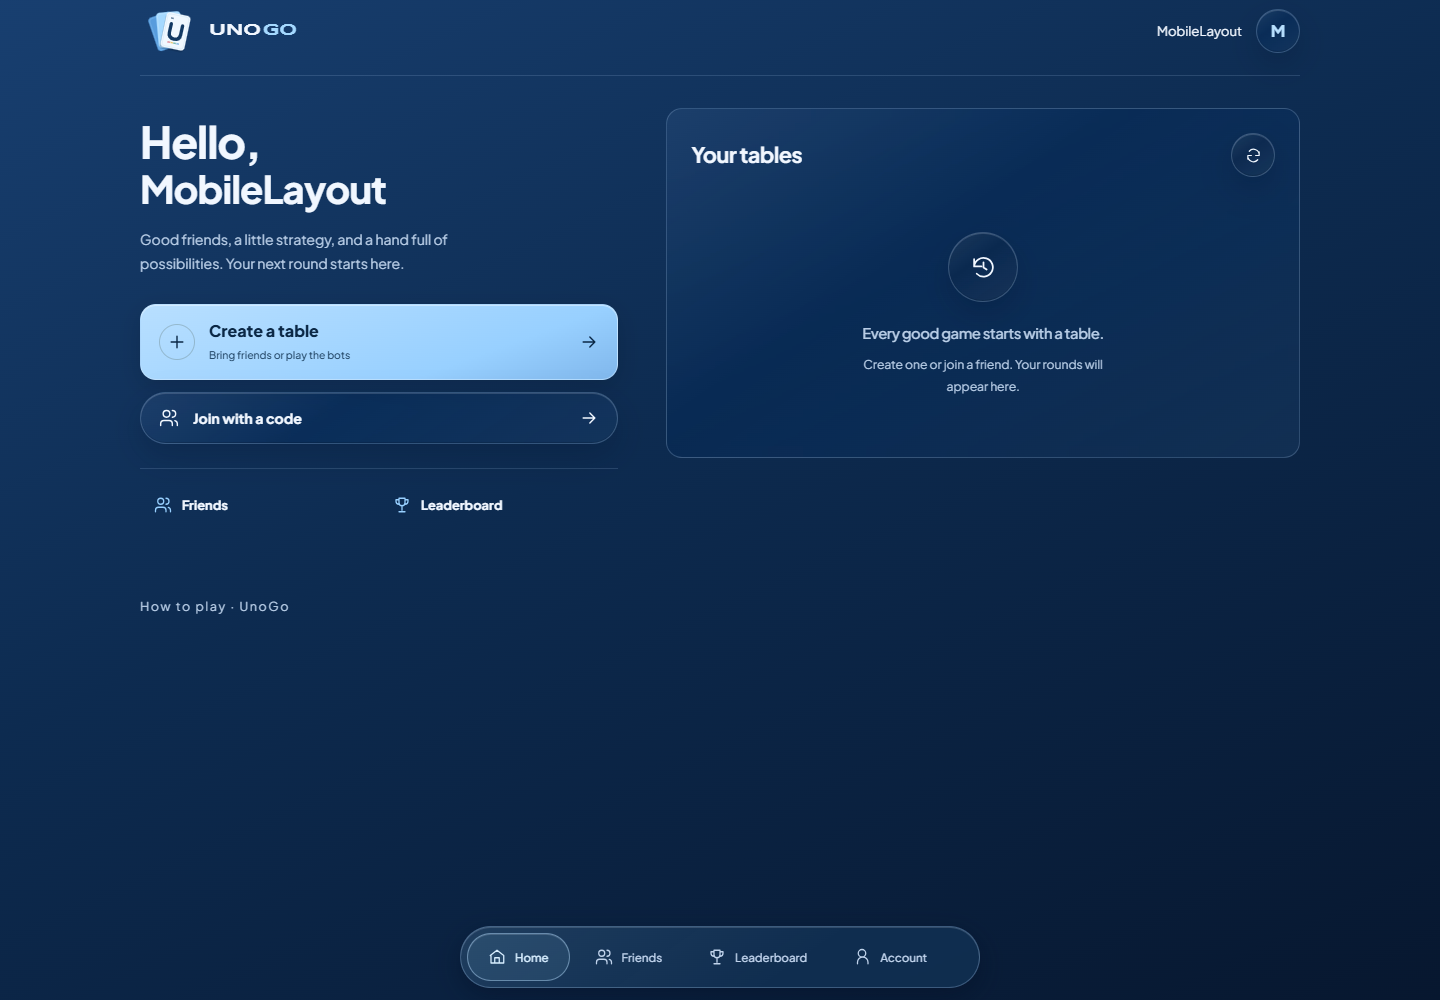 UNOGO
MobileLayout
M
Hello,
MobileLayout
Good friends, a little strategy, and a hand full of
possibilities. Your next round starts here.
Create a table
Bring friends or play the bots
Join with a code
Friends
Leaderboard
How to play · UnoGo
Your tables
Every good game starts with a table.
Create one or join a friend. Your rounds will
appear here.
Home
Friends
Leaderboard
Account